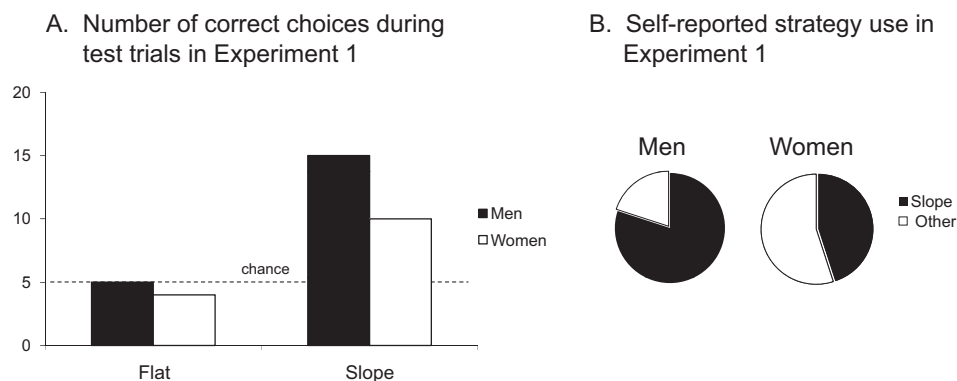 A. Number of correct choices during
test trials in Experiment 1
B. Self-reported strategy use in
Experiment 1
20
15
10
5
0
chance
Flat
Slope
Men
Women
Men
Women
Slope
Other